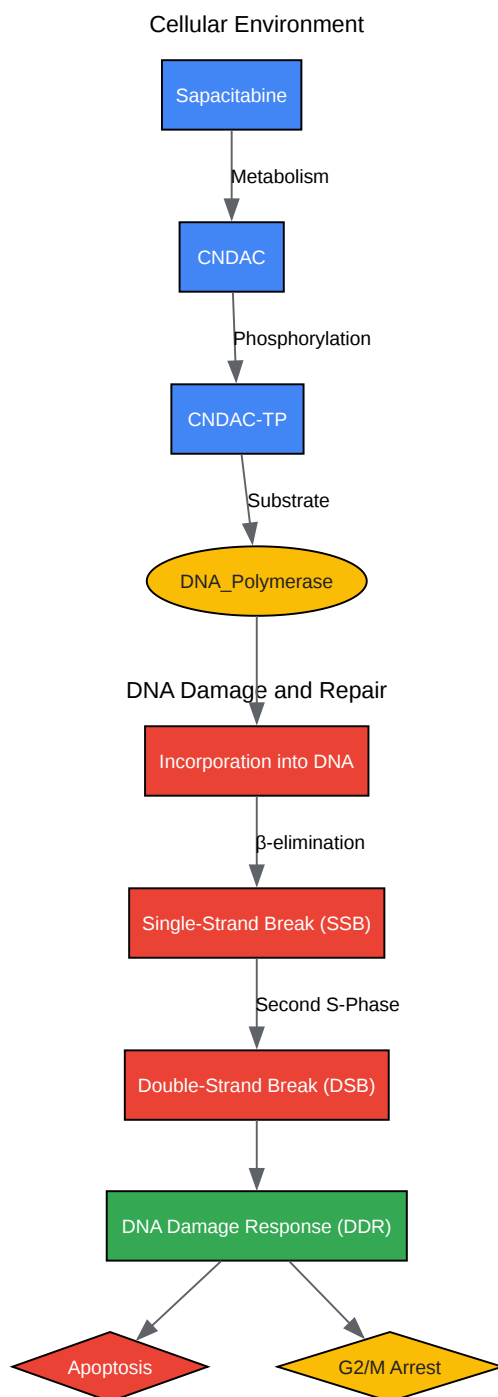 Cellular Environment
Sapacitabine
Metabolism
CNDAC
Phosphorylation
CNDAC-TP
Substrate
DNA_Polymerase
DNA Damage and Repair
Incorporation into DNA
β-elimination
Single-Strand Break (SSB)
Second S-Phase
Double-Strand Break (DSB)
DNA Damage Response (DDR)
Apoptosis
G2/M Arrest